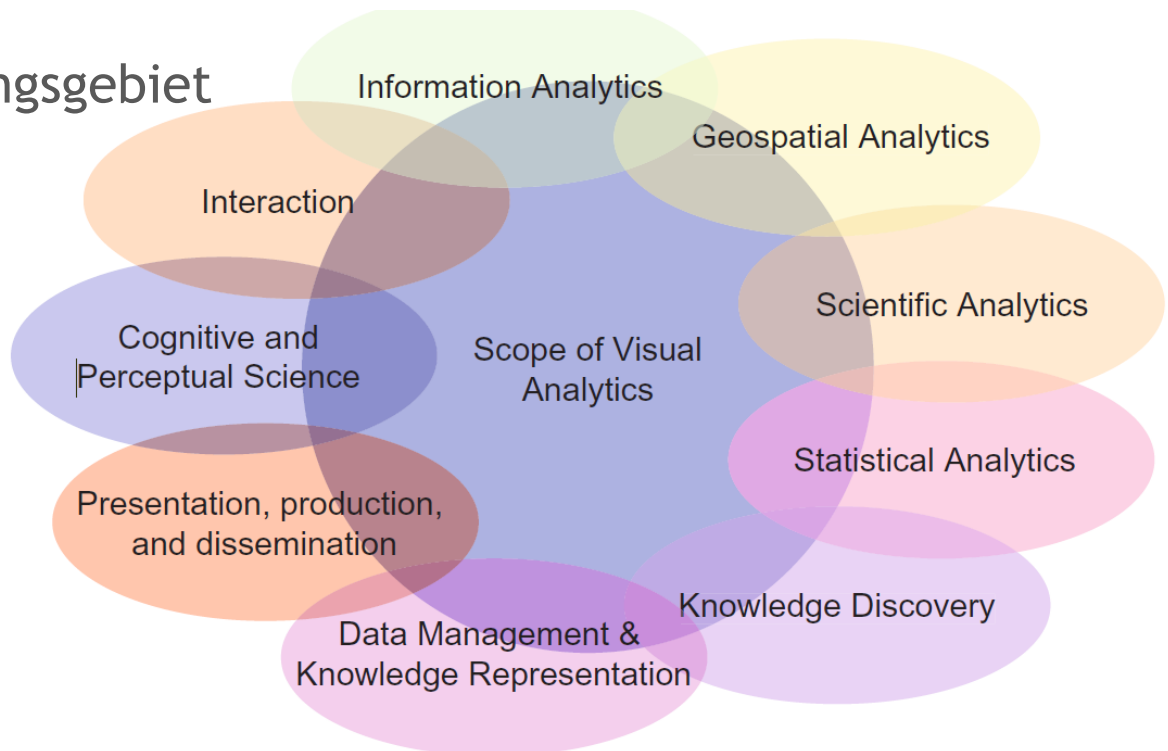 ngsgebiet
Information Analytics
Geospatial Analytics
Interaction
Scientific Analytics
Cognitive and
Perceptual Science
Scope of Visual
Analytics
Statistical Analytics
Presentation, production,
and dissemination
Knowledge Discovery
Data Management &
Knowledge Representation